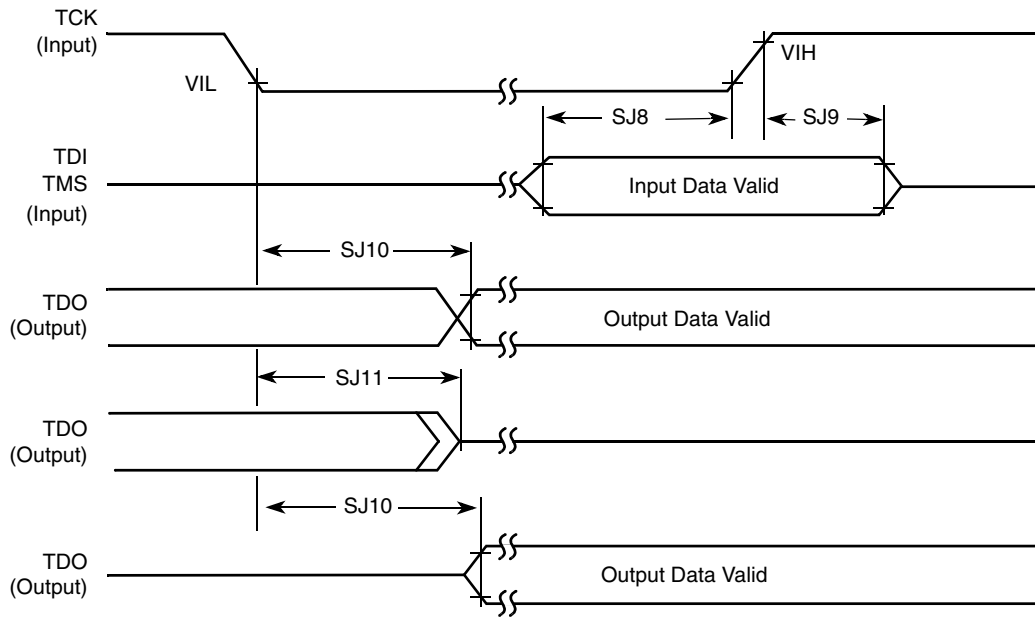 TCK
(Input)
VIL
VIH
SJ8
SJ9
TDI
TMS
(Input)
Input Data Valid
SJ10
TDO
(Output)
Output Data Valid
SJ11
TDO
(Output)
SJ10
TDO
(Output)
Output Data Valid